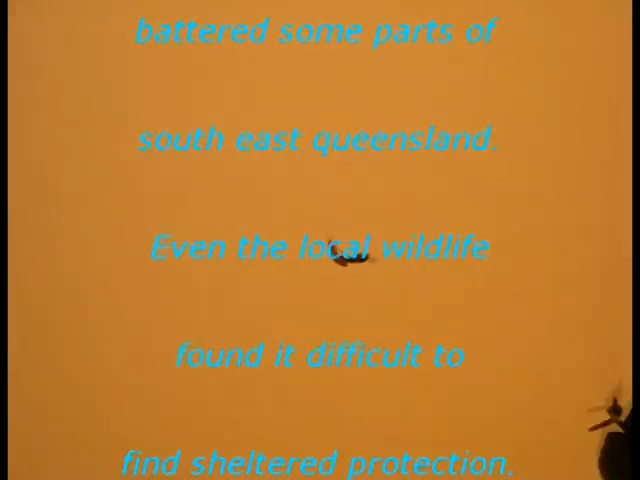 battered some parts of
south east queensland.
Even the local wildlife
found it difficult to
find sheltered protection.